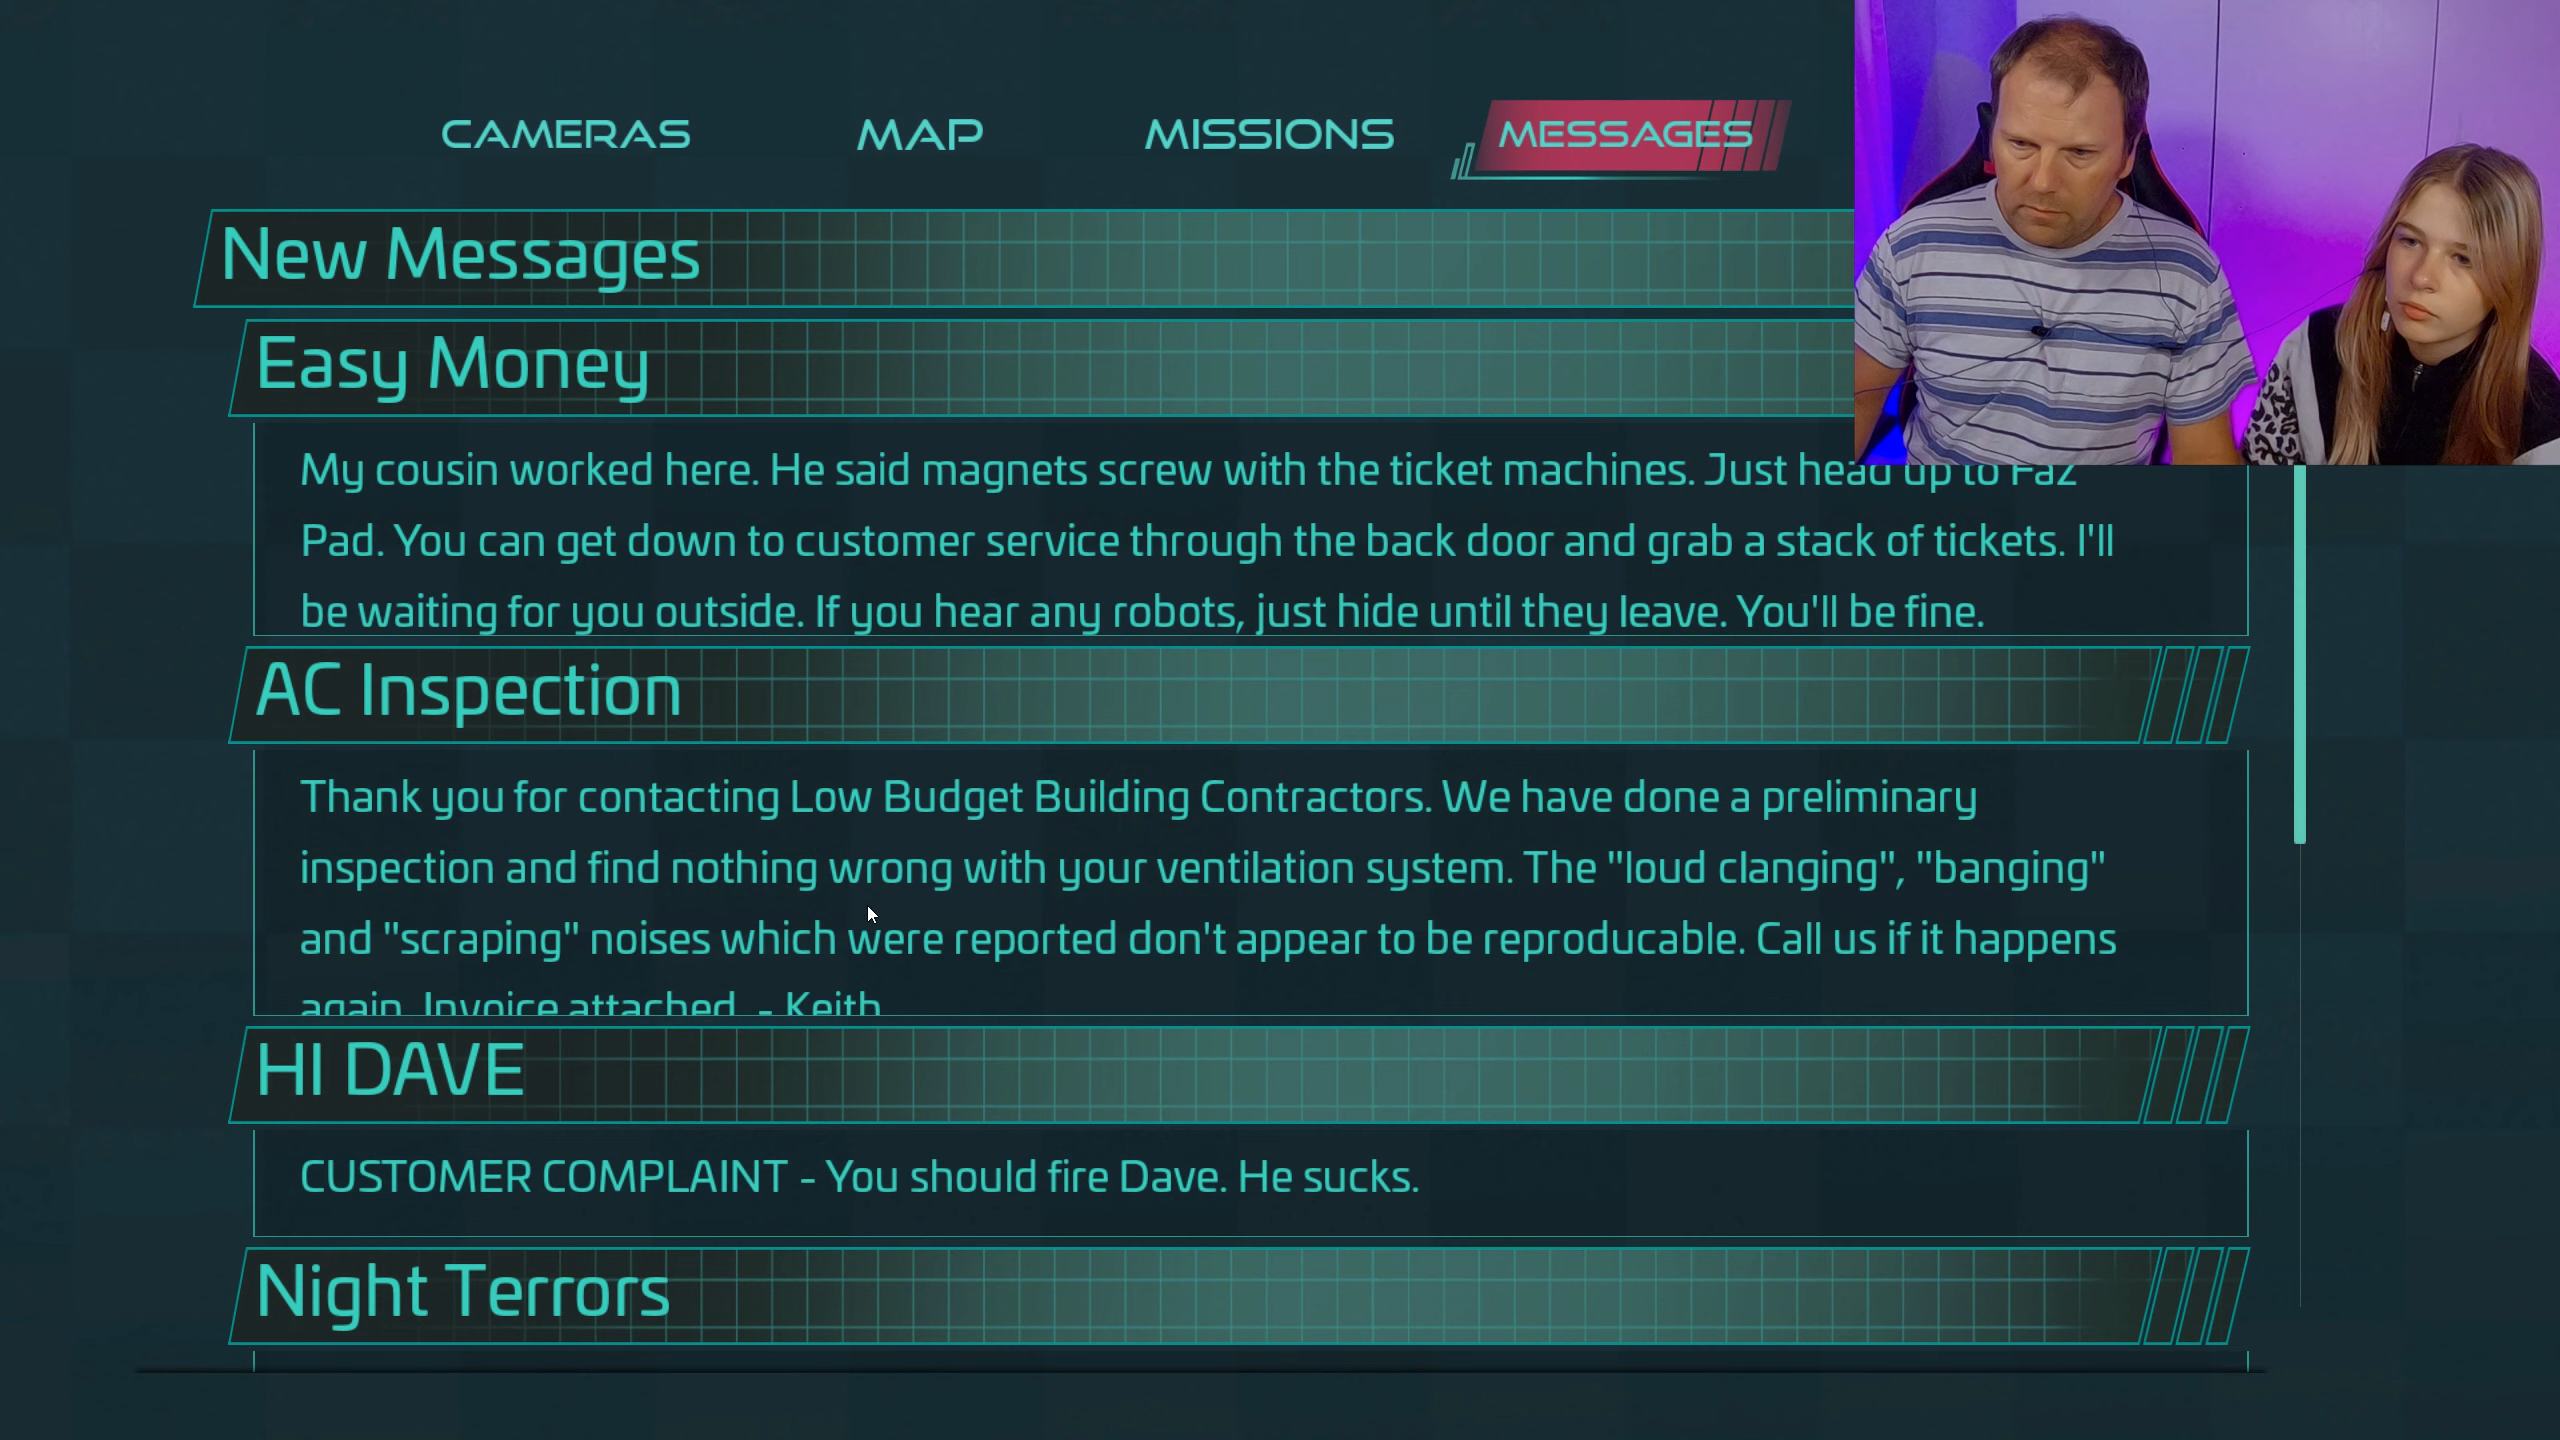 CAMERAS MAP MISSIONS MESSAGES
New Messages
Easy Money
My cousin worked here. He said magnets screw with the ticket machines. Just head up to Faz
Pad. You can get down to customer service through the back door and grab a stack of tickets. I'll
be waiting for you outside. If you hear any robots, just hide until they leave. You'll be fine.
AC Inspection
Thank you for contacting Low Budget Building Contractors. We have done a preliminary
inspection and find nothing wrong with your ventilation system. The "loud clanging", "banging"
and "scraping" noises which were reported don't appear to be reproducable. Call us if it happens
again. Invoice attached. - Keith
HI DAVE
CUSTOMER COMPLAINT - You should fire Dave. He sucks.
Night Terrors